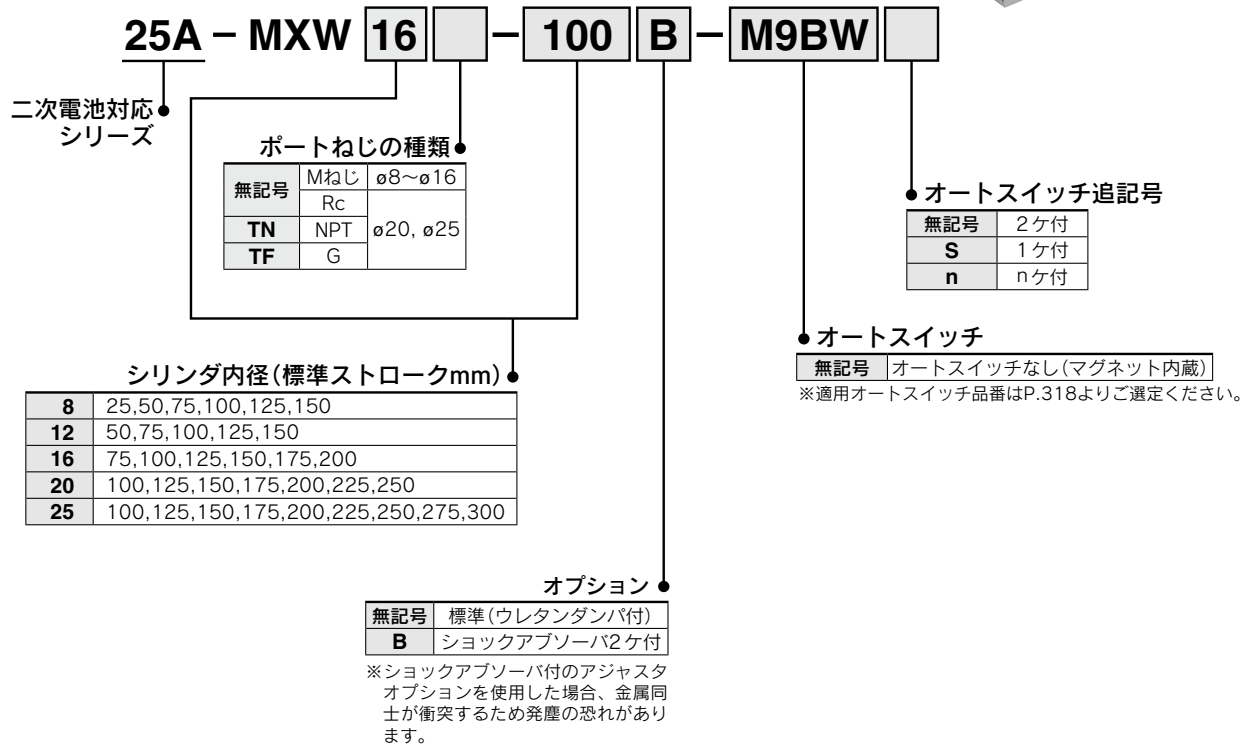 25A－MXW 16 － 100 B － M9BW
二次電池対応
シリーズ
ポートねじの種類
無記号 Mねじ ø8～ø16
Rc
TN NPT ø20, ø25
TF G
オートスイッチ追記号
無記号 2ケ付
S 1ケ付
n nケ付
オートスイッチ
無記号 オートスイッチなし(マグネット内蔵)
※適用オートスイッチ品番はP.318よりご選定ください。
シリンダ内径(標準ストロークmm)
8 25,50,75,100,125,150
12 50,75,100,125,150
16 75,100,125,150,175,200
20 100,125,150,175,200,225,250
25 100,125,150,175,200,225,250,275,300
オプション
無記号 標準(ウレタンダンパ付)
B ショックアブソーバ2ケ付
※ショックアブソーバ付のアジャスタ
オプションを使用した場合、金属同
士が衝突するため発塵の恐れがあり
ます。